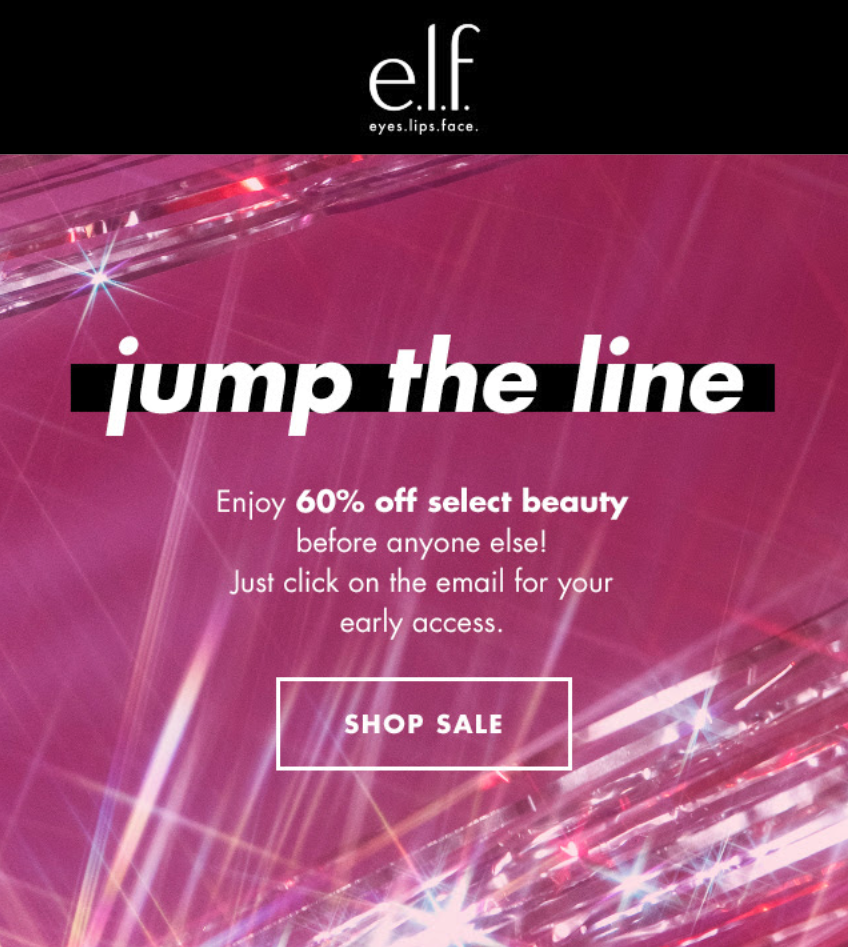 e.l.f.
eyes.lips.face.
jump the line
Enjoy 60% off select beauty
before anyone else!
Just click on the email for your
early access.
SHOP SALE